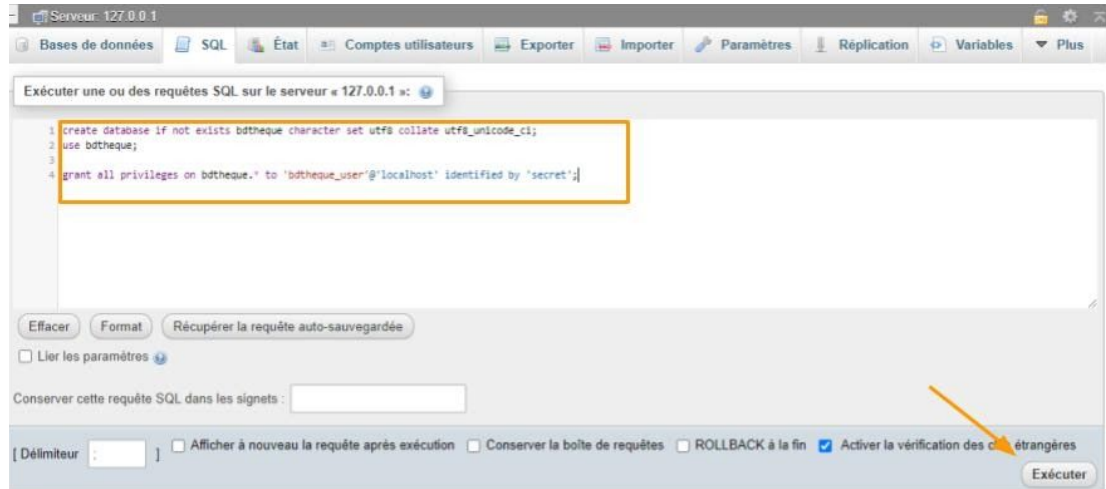 Serveur: 127.0.0.1
Bases de données SQL État Comptes utilisateurs Exporter Importer Paramètres Réplication Variables Plus
Exécuter une ou des requêtes SQL sur le serveur « 127.0.0.1 »:
1 create database if not exists bdtheque character set utf8 collate utf8_unicode_ci;
2 use bdtheque;
3
4 grant all privileges on bdtheque.* to 'bdtheque_user'@'localhost' identified by 'secret';
Effacer Format Récupérer la requête auto-sauvegardée
Lier les paramètres
Conserver cette requête SQL dans les signets :
[ Délimiteur ; ] Afficher à nouveau la requête après exécution Conserver la boîte de requêtes ROLLBACK à la fin Activer la vérification des étrangères
Exécuter